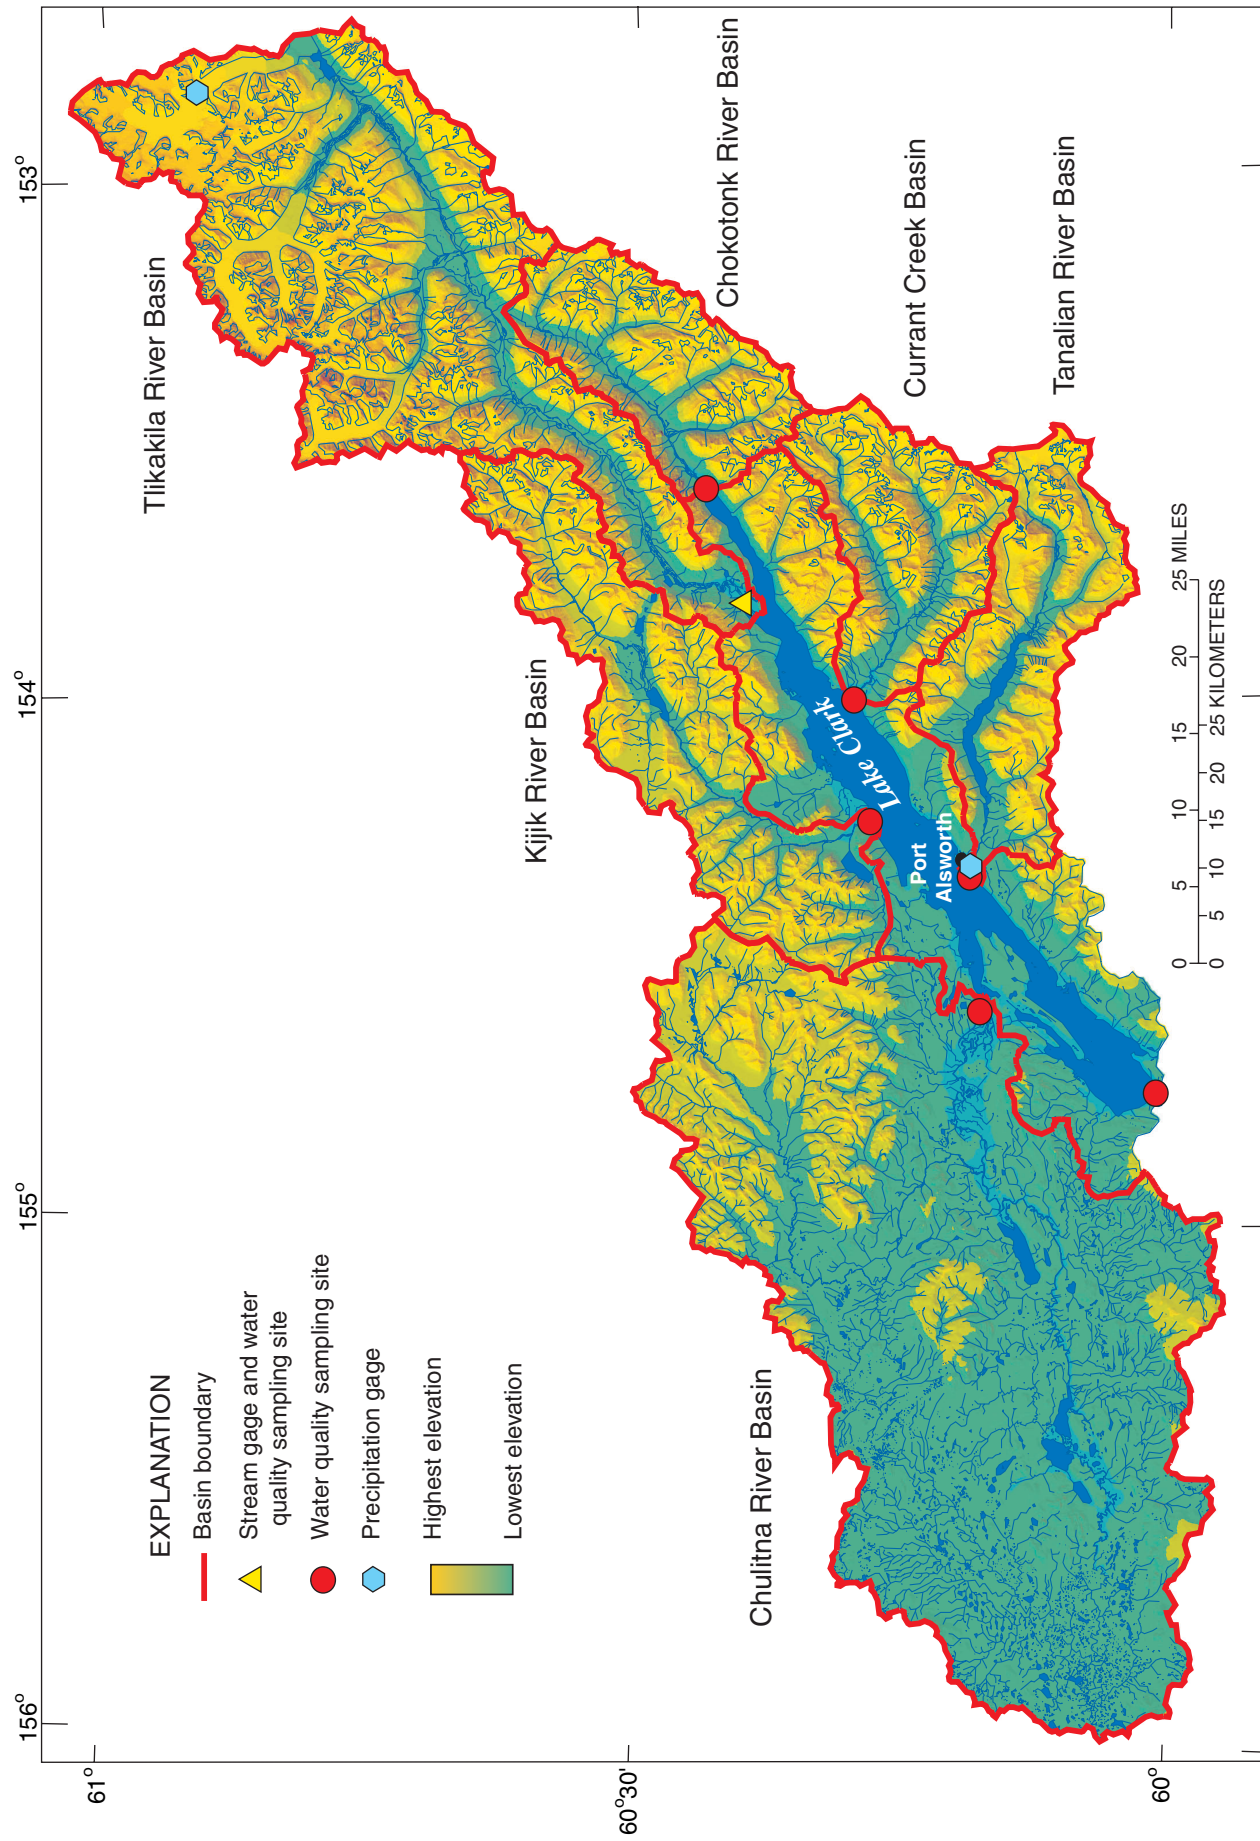 156°
155°
154°
153°
61°
60°30'
60°
Tlikakila River Basin
Kijik River Basin
Chokotonk River Basin
Currant Creek Basin
Tanalian River Basin
Chulitna River Basin
Lake Clark
Port
Alsworth
EXPLANATION
Basin boundary
Stream gage and water
quality sampling site
Water quality sampling site
Precipitation gage
Highest elevation
Lowest elevation
0 5 10 15 20 25 MILES
0 5 10 15 20 25 KILOMETERS